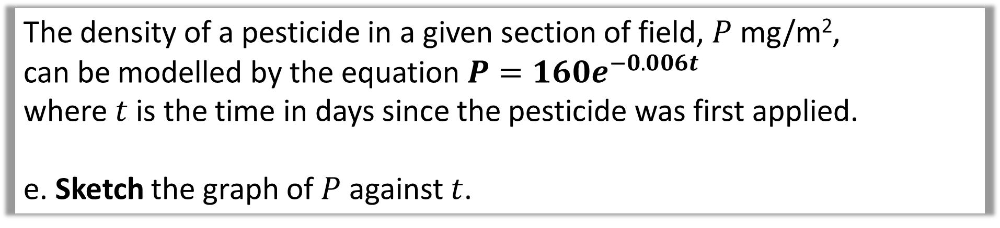 The density of a pesticide in a given section of field, P mg/m²,
can be modelled by the equation P = 160e^{-0.006t}
where t is the time in days since the pesticide was first applied.
e. Sketch the graph of P against t.